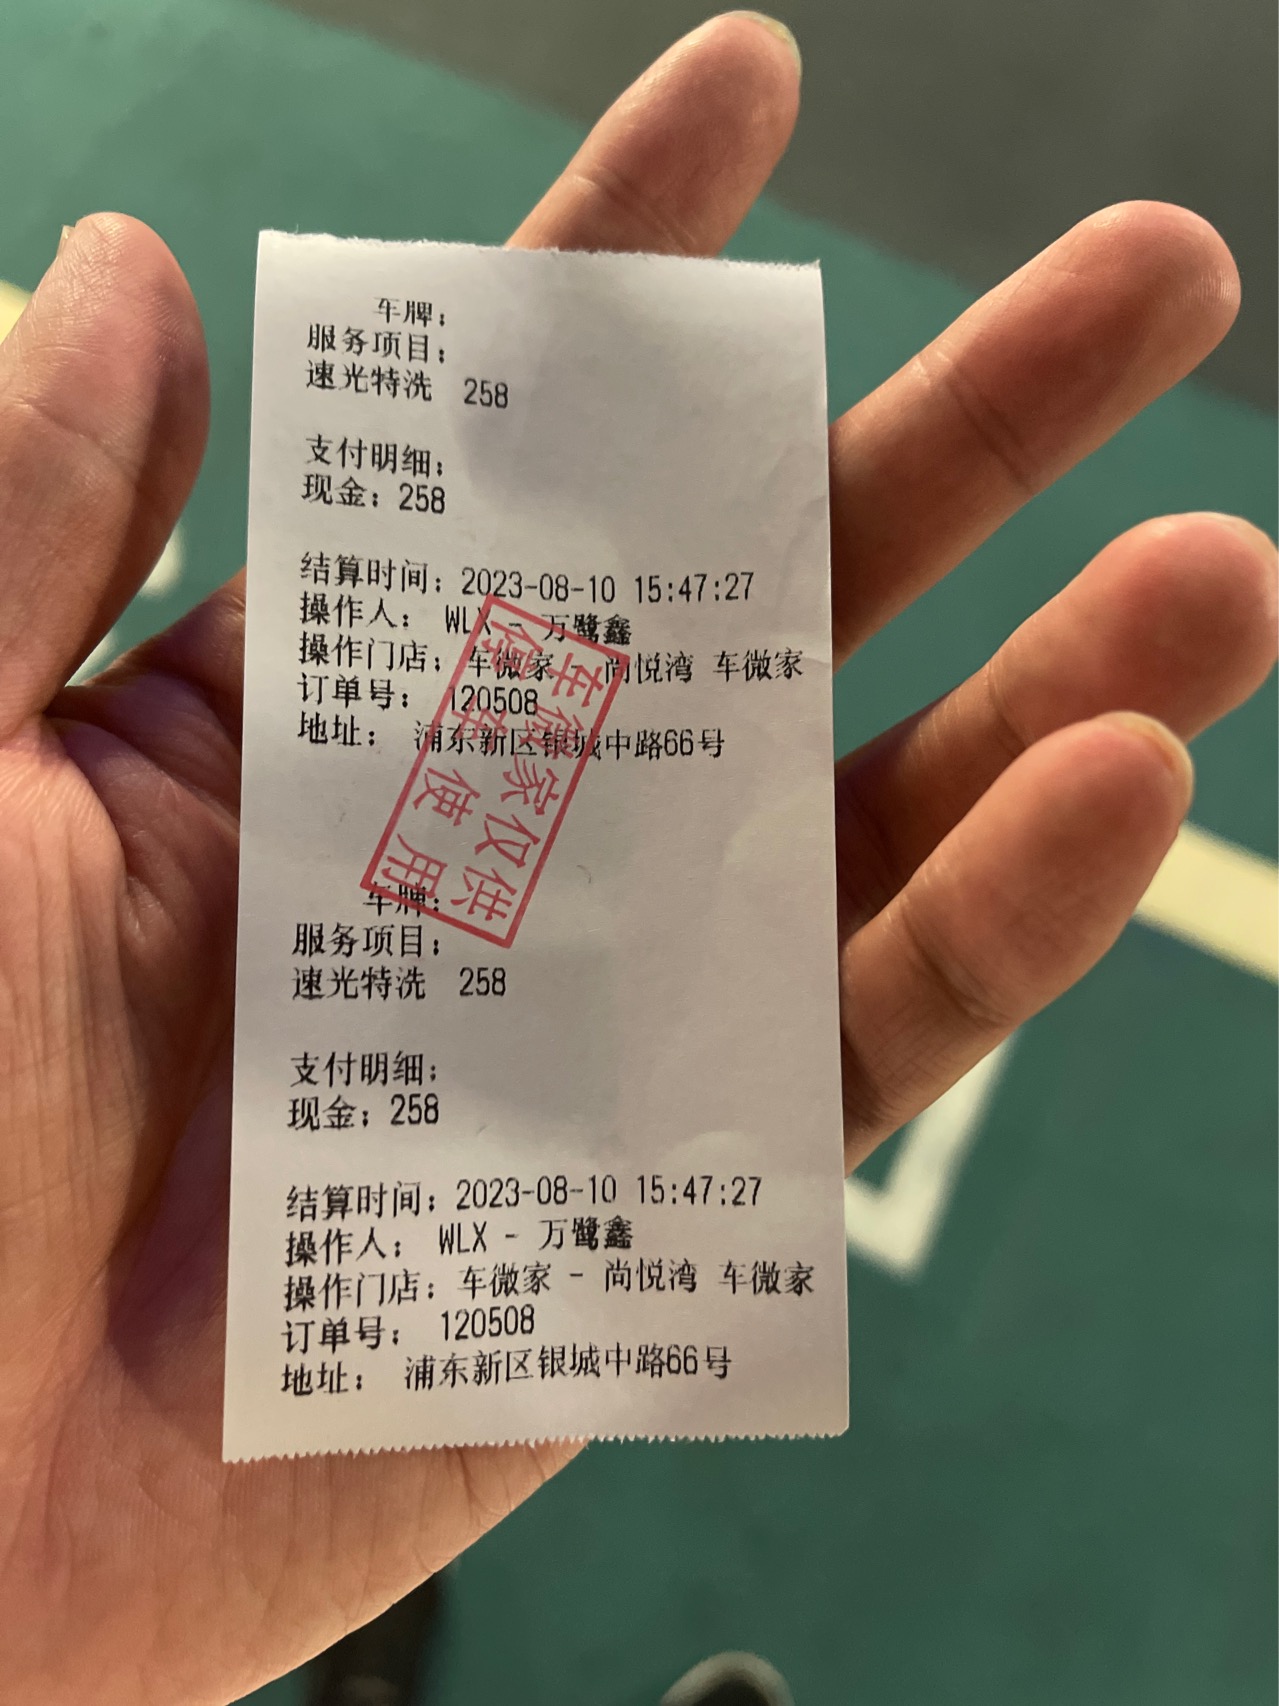 车牌：
服务项目：
速光特洗 258
支付明细：
现金：258
结算时间：2023-08-10 15:47:27
操作人： WLX - 万鹭鑫
操作门店：车微家 - 尚悦湾 车微家
订单号： 120508
地址： 浦东新区银城中路66号
车微家仅供
停车使用
车牌：
服务项目：
速光特洗 258
支付明细：
现金：258
结算时间：2023-08-10 15:47:27
操作人： WLX - 万鹭鑫
操作门店：车微家 - 尚悦湾 车微家
订单号： 120508
地址： 浦东新区银城中路66号